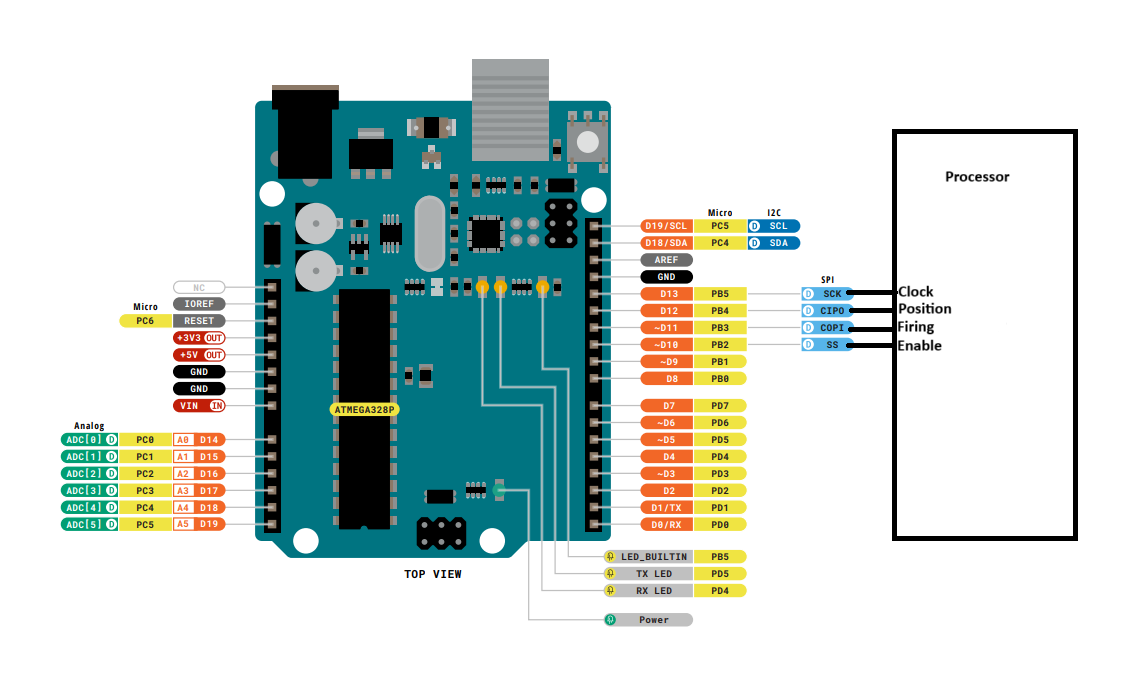 Processor
Micro I2C
D19/SCL PC5 D SCL
D18/SDA PC4 D SDA
AREF
GND
SPI
D13 PB5 D SCK Clock
D12 PB4 D CIPO Position
~D11 PB3 D COPI Firing
~D10 PB2 D SS Enable
~D9 PB1
D8 PB0
D7 PD7
~D6 PD6
~D5 PD5
D4 PD4
~D3 PD3
D2 PD2
D1/TX PD1
D0/RX PD0
NC
IOREF
Micro
PC6 RESET
+3V3 OUT
+5V OUT
GND
GND
VIN IN
Analog
ADC[0] D PC0 A0 D14
ADC[1] D PC1 A1 D15
ADC[2] D PC2 A2 D16
ADC[3] D PC3 A3 D17
ADC[4] D PC4 A4 D18
ADC[5] D PC5 A5 D19
ATMEGA328P
TOP VIEW
LED_BUILTIN PB5
TX LED PD5
RX LED PD4
Power